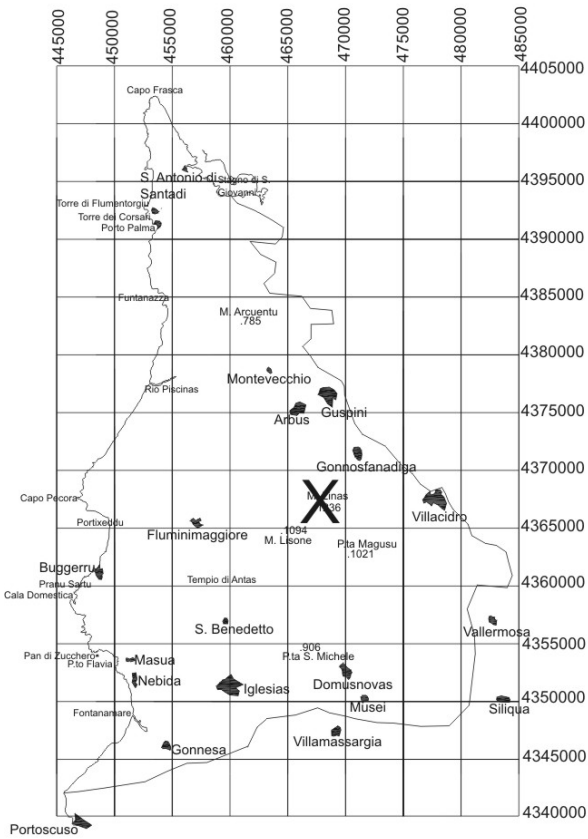 445000
450000
455000
460000
465000
470000
475000
480000
485000
4405000
Capo Frasca
4400000
S. Antonio di
Santadi
Stagno di S.
Giovanni
4395000
Torre di Flumentorgiu
Torre dei Corsari
Porto Palma
4390000
Funtanazza
4385000
M. Arcuentu
.785
4380000
Montevecchio
Rio Piscinas
Arbus
Guspini
4375000
Gonnosfanadiga
4370000
Capo Pecora
X
Villacidro
Portixeddu
Fluminimaggiore
4365000
.1094
M. Lisone
P.ta Magusu
.1021
Buggerru
Pranu Sartu
Cala Domestica
Tempio di Antas
4360000
S. Benedetto
Vallermosa
4355000
.906
P.ta S. Michele
Pan di Zucchero
P.to Flavia
Masua
Nebida
Iglesias
Domusnovas
Musei
Siliqua
4350000
Fontanamare
Gonnesa
Villamassargia
4345000
4340000
Portoscuso